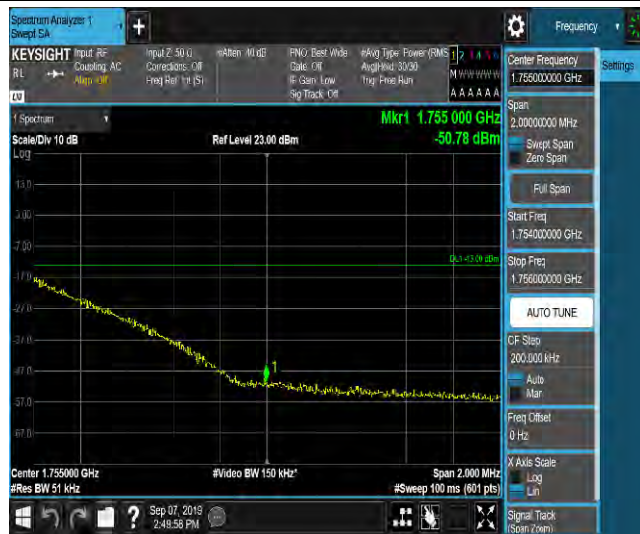 Spectrum Analyzer 1
Swept SA
Frequency
KEYSIGHT
RL
Input: RF
Coupling: AC
Align: Off
Input Z: 50 Ω
Corrections: Off
Freq Ref: Int (S)
#Atten: 40 dB
PNO: Best Wide
Gate: Off
IF Gain: Low
Sig Track: Off
#Avg Type: Power (RMS
Avg|Hold: 30/30
Trig: Free Run
1 2 3 4 5 6
M W W W W W
A A A A A A
Center Frequency
1.755000000 GHz
Settings
Span
2.00000000 MHz
Swept Span
Zero Span
Full Span
Start Freq
1.754000000 GHz
Stop Freq
1.756000000 GHz
AUTO TUNE
CF Step
200.000 kHz
Auto
Man
Freq Offset
0 Hz
X Axis Scale
Log
Lin
Signal Track
(Span Zoom)
1 Spectrum
Scale/Div 10 dB
Ref Level 23.00 dBm
Mkr1 1.755 000 GHz
-50.78 dBm
Log
13.0
3.00
-7.00
DL1 -13.00 dBm
-17.0
-27.0
-37.0
-47.0
-57.0
-67.0
1
Center 1.755000 GHz
#Video BW 150 kHz*
Span 2.000 MHz
#Res BW 51 kHz
#Sweep 100 ms (601 pts)
Sep 07, 2019
2:48:58 PM